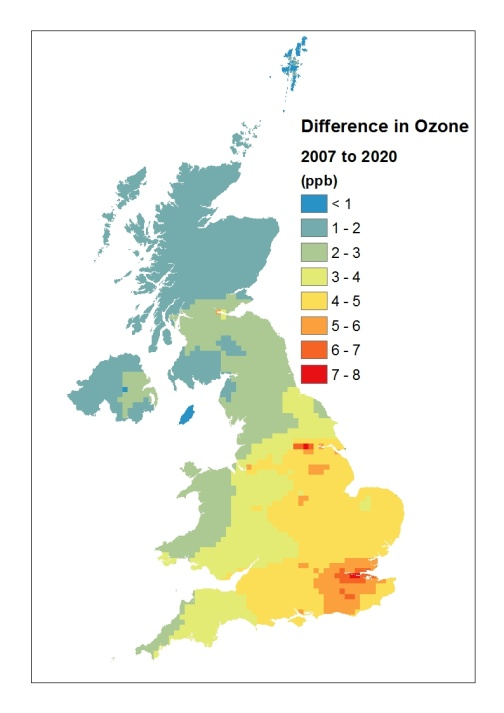 Difference in Ozone
2007 to 2020
(ppb)
< 1
1 - 2
2 - 3
3 - 4
4 - 5
5 - 6
6 - 7
7 - 8